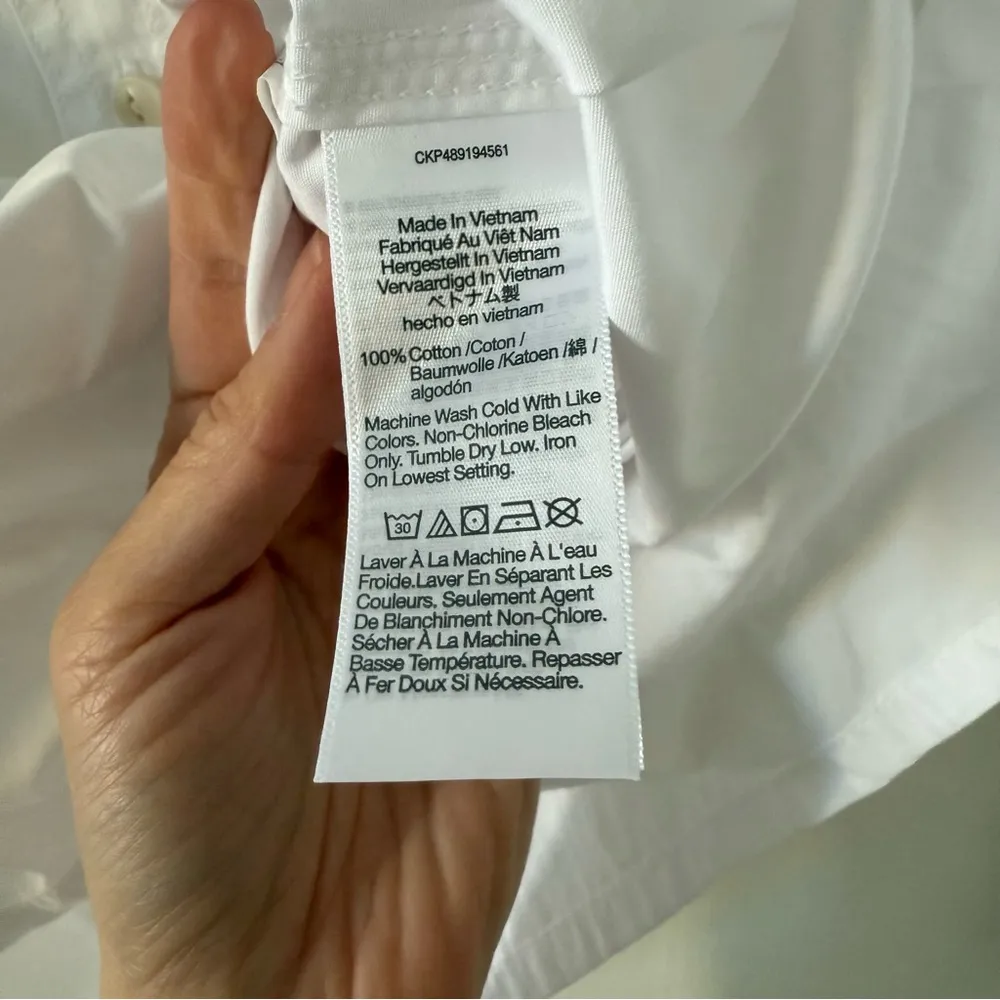 CKP489194561
Made In Vietnam
Fabriqué Au Viêt Nam
Hergestellt In Vietnam
Vervaardigd In Vietnam
ベトナム製
hecho en vietnam
100% Cotton /Coton /
Baumwolle /Katoen /綿 /
algodón
Machine Wash Cold With Like
Colors. Non-Chlorine Bleach
Only. Tumble Dry Low. Iron
On Lowest Setting.
30
Laver À La Machine À L'eau
Froide.Laver En Séparant Les
Couleurs. Seulement Agent
De Blanchiment Non-Chlore.
Sécher À La Machine À
Basse Température. Repasser
À Fer Doux Si Nécessaire.